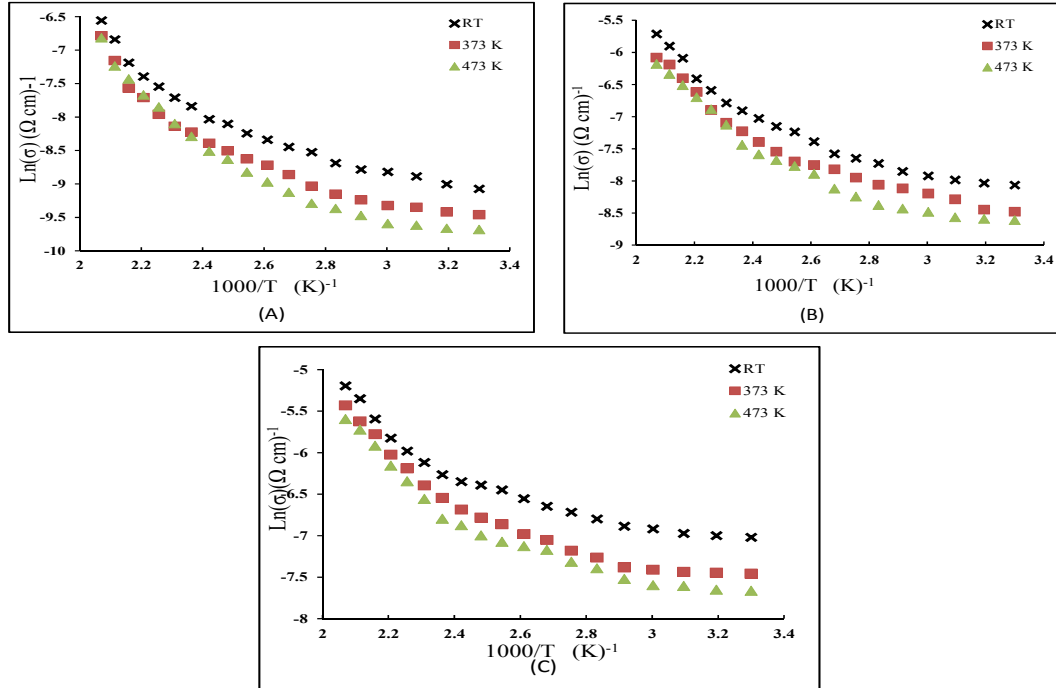 -6.5
-7
-7.5
-8
-8.5
-9
-9.5
-10
Ln(σ) (Ω cm)-1
2
2.2
2.4
2.6
2.8
3
3.2
3.4
1000/T (K)-1
RT
373 K
473 K
(A)
-5.5
-6
-6.5
-7
-7.5
-8
-8.5
-9
Ln(σ) (Ω cm)-1
2
2.2
2.4
2.6
2.8
3
3.2
3.4
1000/T (K)-1
RT
373 K
473 K
(B)
-5
-5.5
-6
-6.5
-7
-7.5
-8
Ln(σ)(Ω cm)-1
2
2.2
2.4
2.6
2.8
3
3.2
3.4
1000/T (K)-1
RT
373 K
473 K
(C)